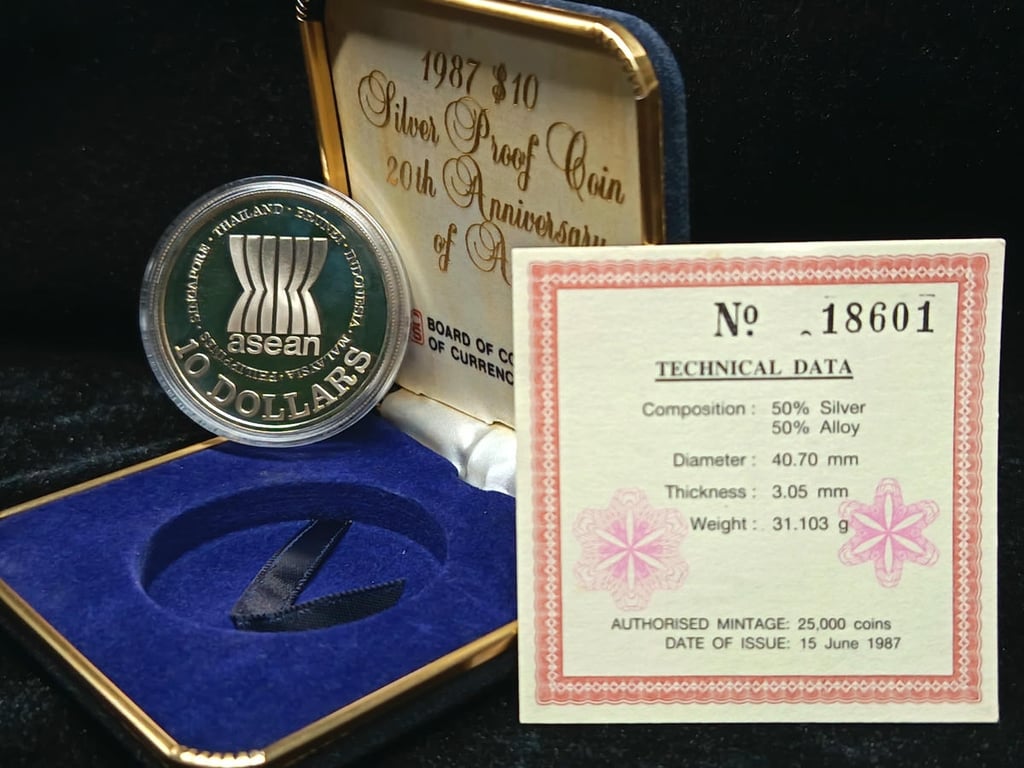 1987 $10
Silver Proof Coin
20th Anniversary
of A
BOARD OF CO
OF CURRENC
SINGAPORE · THAILAND · BRUNEI · INDONESIA · MALAYSIA · PHILIPPINES
asean
10 DOLLARS
Nº 18601
TECHNICAL DATA
Composition : 50% Silver
50% Alloy
Diameter : 40.70 mm
Thickness : 3.05 mm
Weight : 31.103 g
AUTHORISED MINTAGE: 25,000 coins
DATE OF ISSUE: 15 June 1987